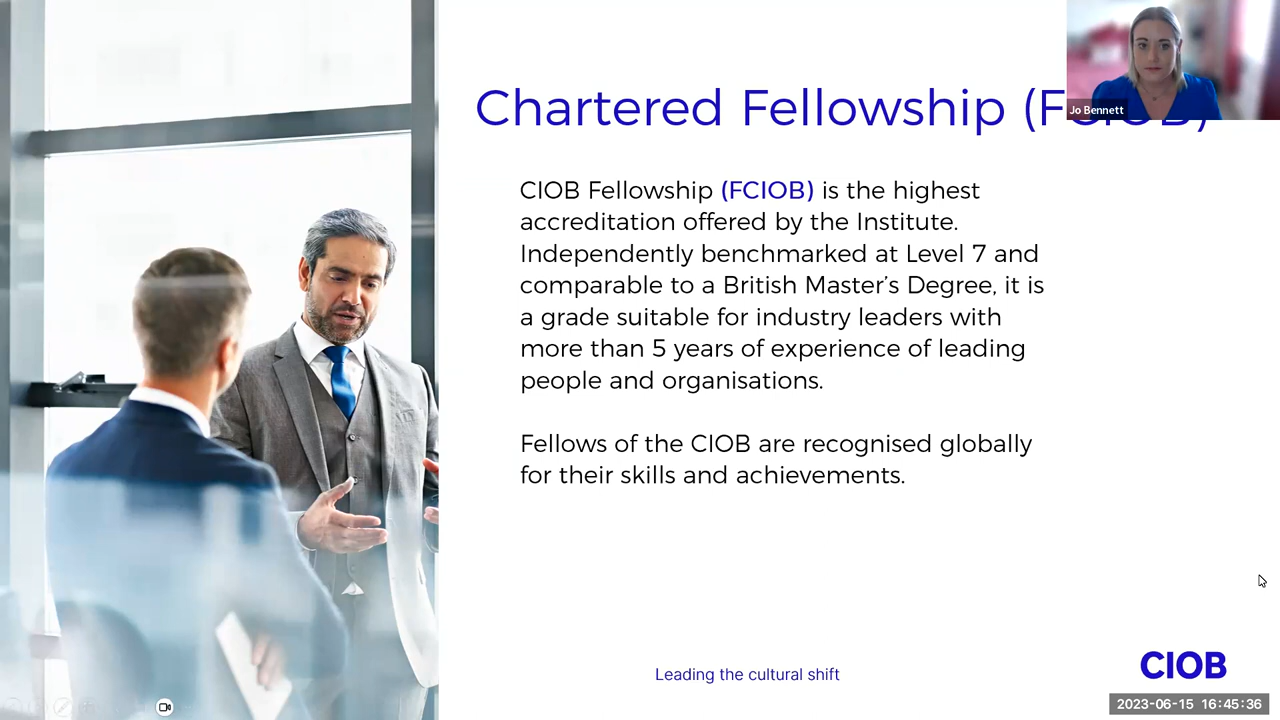 Chartered Fellowship (FCIOB)
Jo Bennett
CIOB Fellowship (FCIOB) is the highest
accreditation offered by the Institute.
Independently benchmarked at Level 7 and
comparable to a British Master’s Degree, it is
a grade suitable for industry leaders with
more than 5 years of experience of leading
people and organisations.
Fellows of the CIOB are recognised globally
for their skills and achievements.
Leading the cultural shift
CIOB
2023-06-15 16:45:36